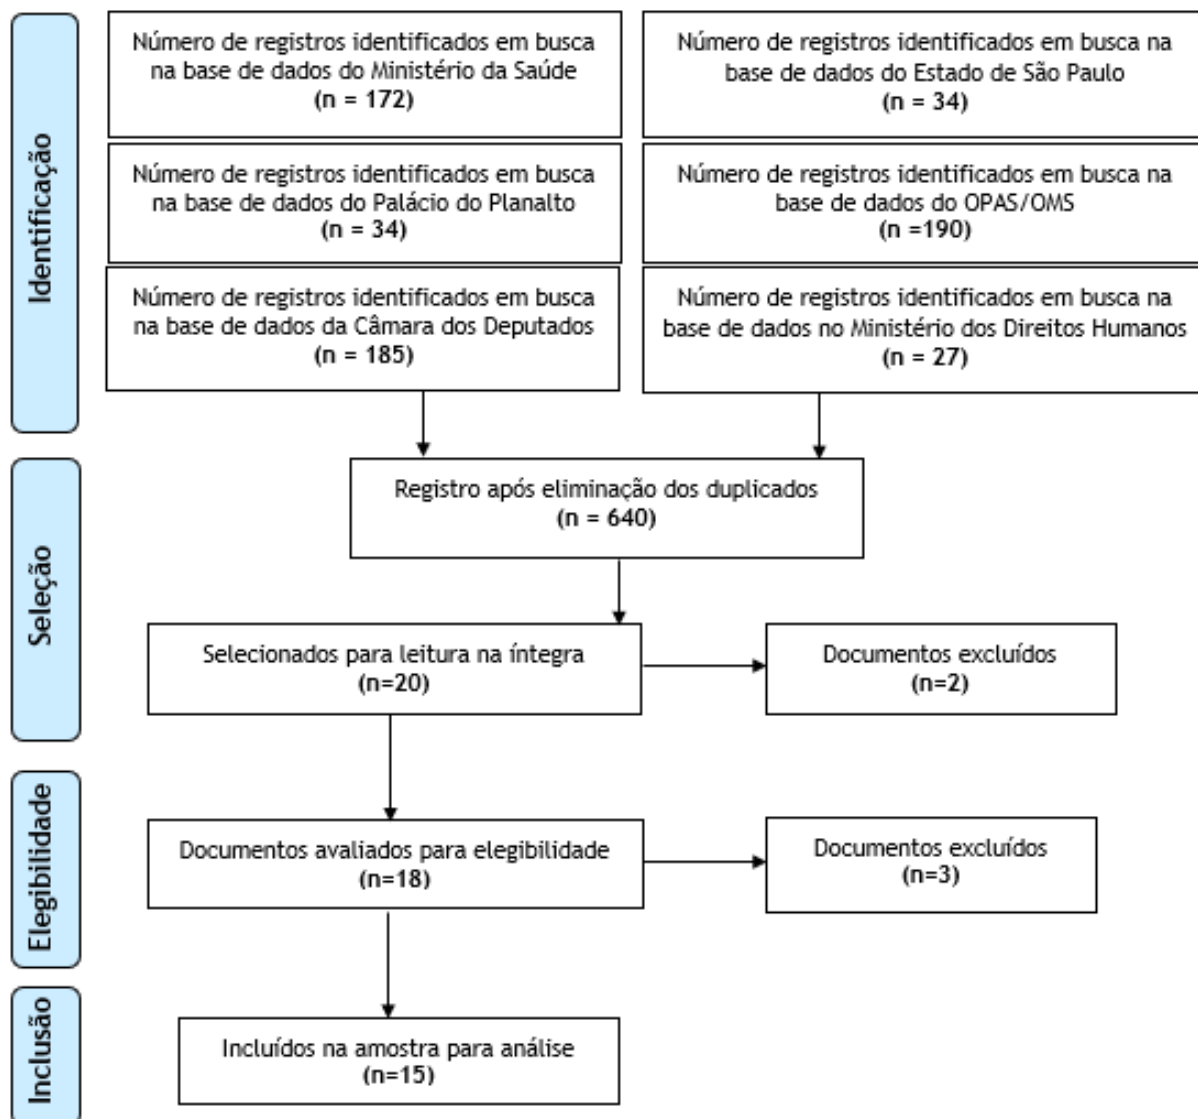 Identificação
Número de registros identificados em busca
na base de dados do Ministério da Saúde
(n = 172)
Número de registros identificados em busca na
base de dados do Estado de São Paulo
(n = 34)
Número de registros identificados em busca
na base de dados do Palácio do Planalto
(n = 34)
Número de registros identificados em busca na
base de dados do OPAS/OMS
(n =190)
Número de registros identificados em busca
na base de dados da Câmara dos Deputados
(n = 185)
Número de registros identificados em busca na
base de dados no Ministério dos Direitos Humanos
(n = 27)
Seleção
Registro após eliminação dos duplicados
(n = 640)
Selecionados para leitura na íntegra
(n=20)
Documentos excluídos
(n=2)
Elegibilidade
Documentos avaliados para elegibilidade
(n=18)
Documentos excluídos
(n=3)
Inclusão
Incluídos na amostra para análise
(n=15)